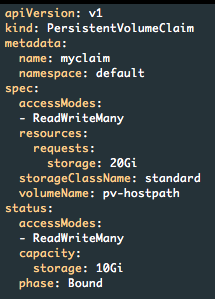 apiVersion: v1
kind: PersistentVolumeClaim
metadata:
  name: myclaim
  namespace: default
spec:
  accessModes:
  - ReadWriteMany
  resources:
    requests:
      storage: 20Gi
  storageClassName: standard
  volumeName: pv-hostpath
status:
  accessModes:
  - ReadWriteMany
  capacity:
    storage: 10Gi
  phase: Bound